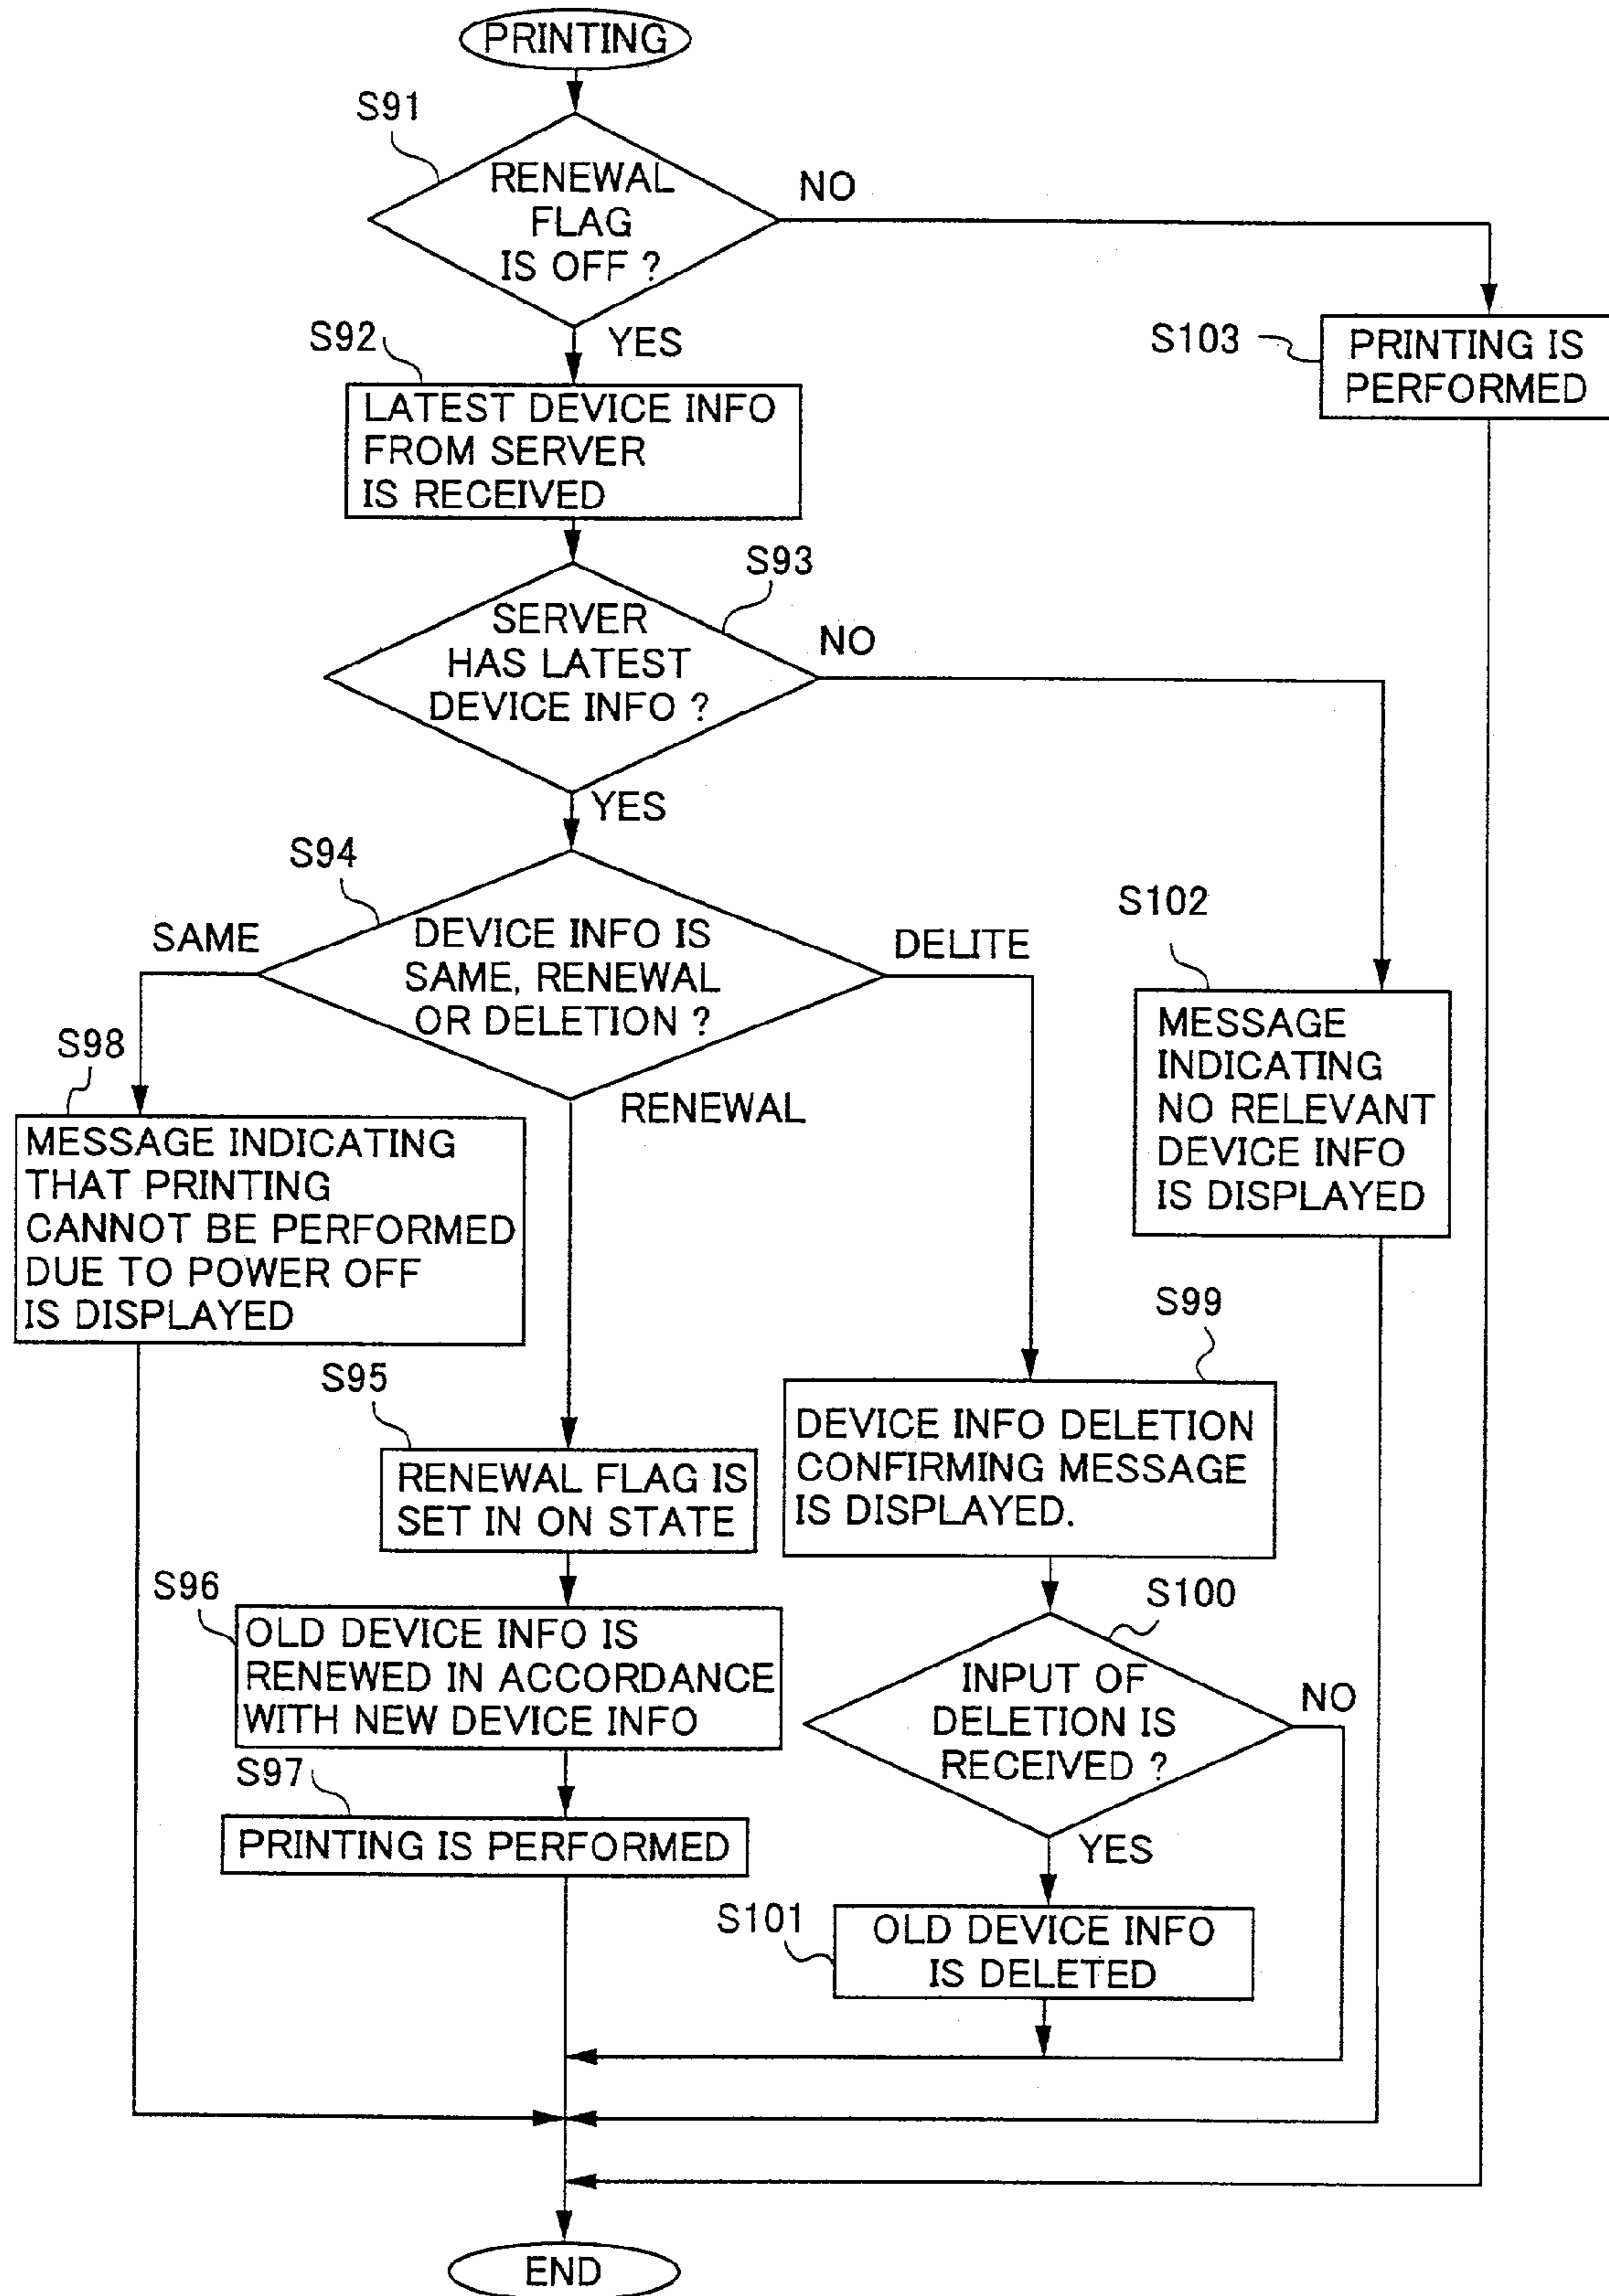 PRINTING
S91
RENEWAL
FLAG
IS OFF ?
NO
YES
S92
LATEST DEVICE INFO
FROM SERVER
IS RECEIVED
S103
PRINTING IS
PERFORMED
S93
SERVER
HAS LATEST
DEVICE INFO ?
NO
YES
S94
DEVICE INFO IS
SAME, RENEWAL
OR DELETION ?
SAME
DELITE
RENEWAL
S102
MESSAGE
INDICATING
NO RELEVANT
DEVICE INFO
IS DISPLAYED
S98
MESSAGE INDICATING
THAT PRINTING
CANNOT BE PERFORMED
DUE TO POWER OFF
IS DISPLAYED
S99
DEVICE INFO DELETION
CONFIRMING MESSAGE
IS DISPLAYED.
S95
RENEWAL FLAG IS
SET IN ON STATE
S96
OLD DEVICE INFO IS
RENEWED IN ACCORDANCE
WITH NEW DEVICE INFO
S100
INPUT OF
DELETION IS
RECEIVED ?
NO
YES
S97
PRINTING IS PERFORMED
S101
OLD DEVICE INFO
IS DELETED
END